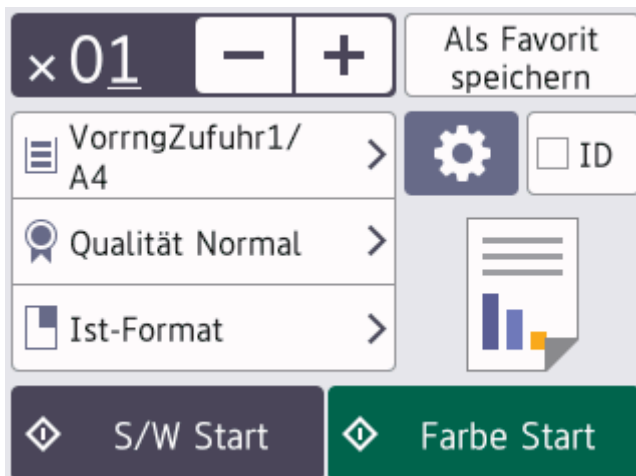 ×01
Als Favorit
speichern
VorrngZufuhr1/
A4
ID
Qualität Normal
Ist-Format
S/W Start
Farbe Start